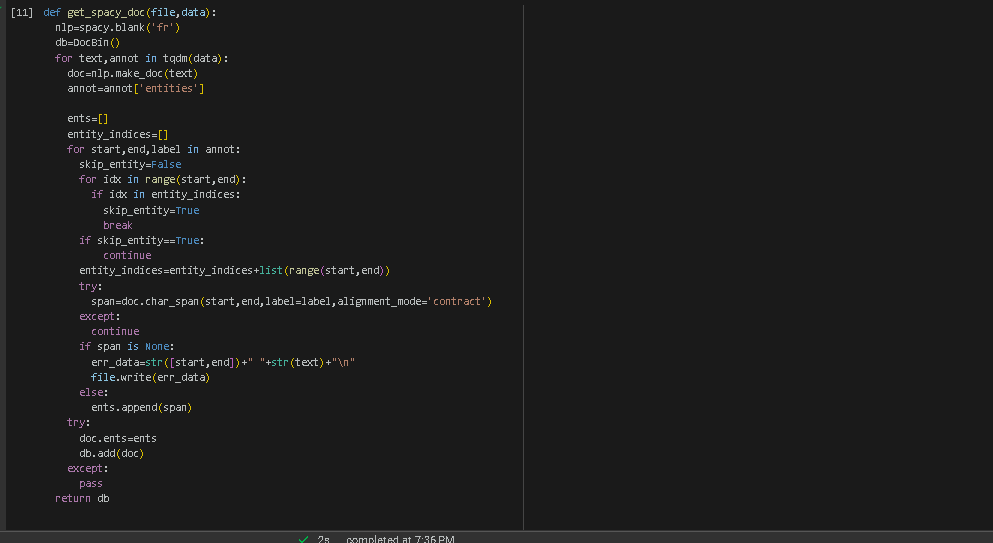 [11] def get_spacy_doc(file,data):
  nlp=spacy.blank('fr')
  db=DocBin()
  for text,annot in tqdm(data):
    doc=nlp.make_doc(text)
    annot=annot['entities']

    ents=[]
    entity_indices=[]
    for start,end,label in annot:
      skip_entity=False
      for idx in range(start,end):
        if idx in entity_indices:
          skip_entity=True
          break
      if skip_entity==True:
          continue
      entity_indices=entity_indices+list(range(start,end))
      try:
        span=doc.char_span(start,end,label=label,alignment_mode='contract')
      except:
        continue
      if span is None:
        err_data=str([start,end])+" "+str(text)+"\n"
        file.write(err_data)
      else:
        ents.append(span)
    try:
      doc.ents=ents
      db.add(doc)
    except:
      pass
  return db
2s completed at 7:36 PM